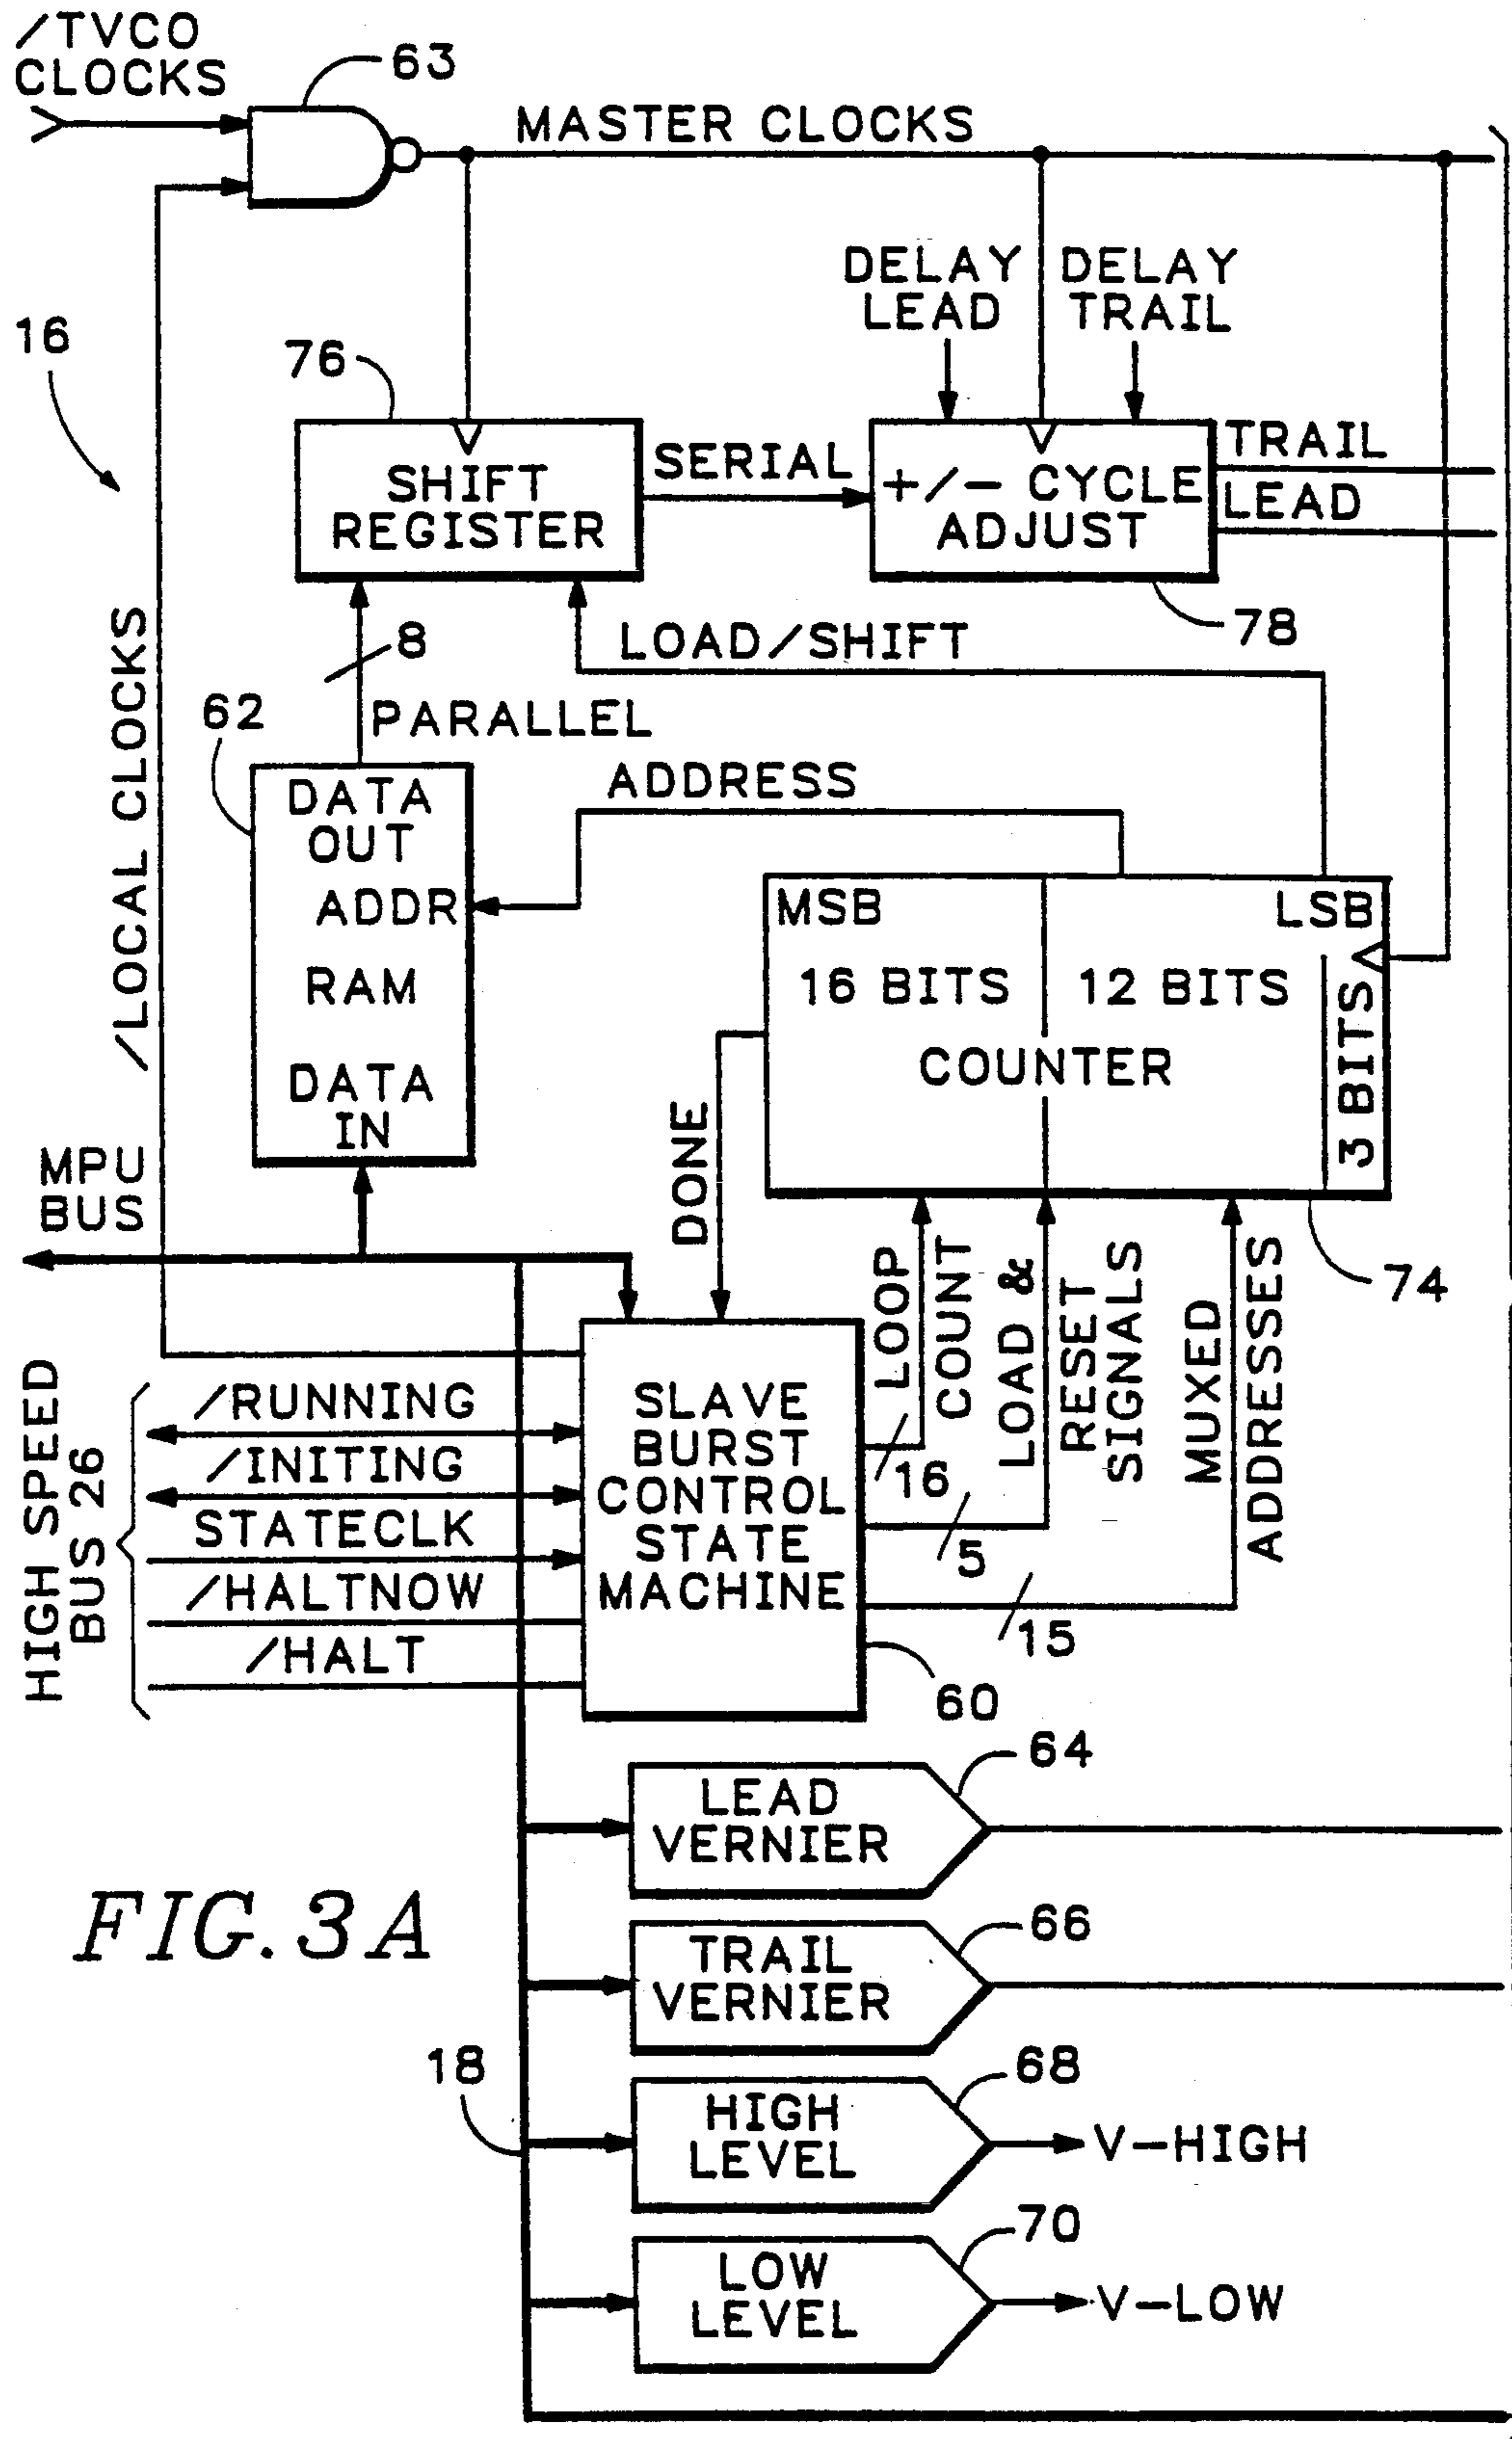 /TVCO
CLOCKS
63
MASTER CLOCKS
DELAY
LEAD
DELAY
TRAIL
16
76
SHIFT
REGISTER
SERIAL
+/- CYCLE
ADJUST
TRAIL
LEAD
78
8
LOAD/SHIFT
PARALLEL
/LOCAL CLOCKS
62
DATA
OUT
ADDR
RAM
DATA
IN
ADDRESS
MSB
LSB
16 BITS
12 BITS
3 BITS
COUNTER
74
MPU
BUS
DONE
LOOP
COUNT
LOAD &
RESET
SIGNALS
MUXED
ADDRESSES
HIGH SPEED
BUS 26
/RUNNING
/INITING
STATECLK
/HALTNOW
/HALT
SLAVE
BURST
CONTROL
STATE
MACHINE
16
5
15
60
LEAD
VERNIER
64
TRAIL
VERNIER
66
18
HIGH
LEVEL
68
V-HIGH
LOW
LEVEL
70
V-LOW
FIG. 3A